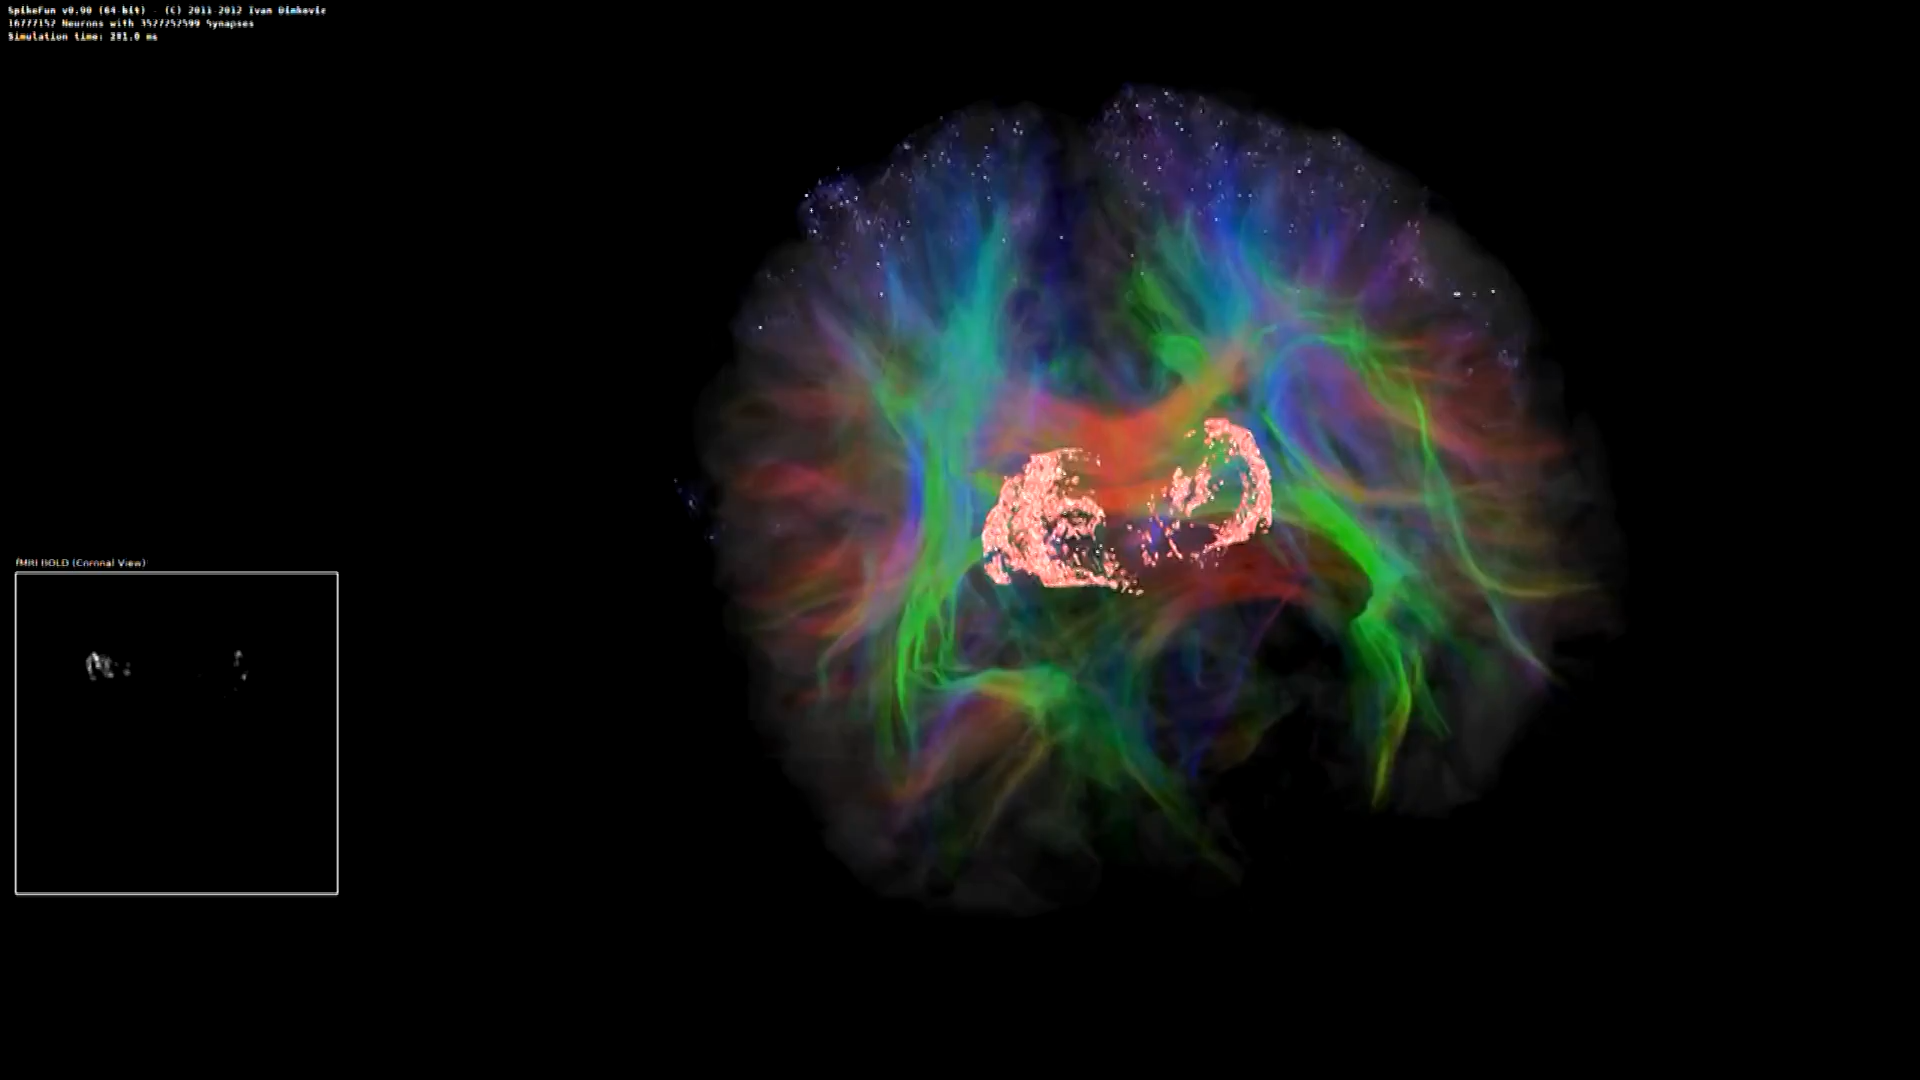 SpikeFun v0.90 (64-bit) - (C) 2011-2012 Ivan Dimkovic
16777152 Neurons with 3527252599 Synapses
Simulation time: 281.0 ms
fMRI BOLD (Coronal View)